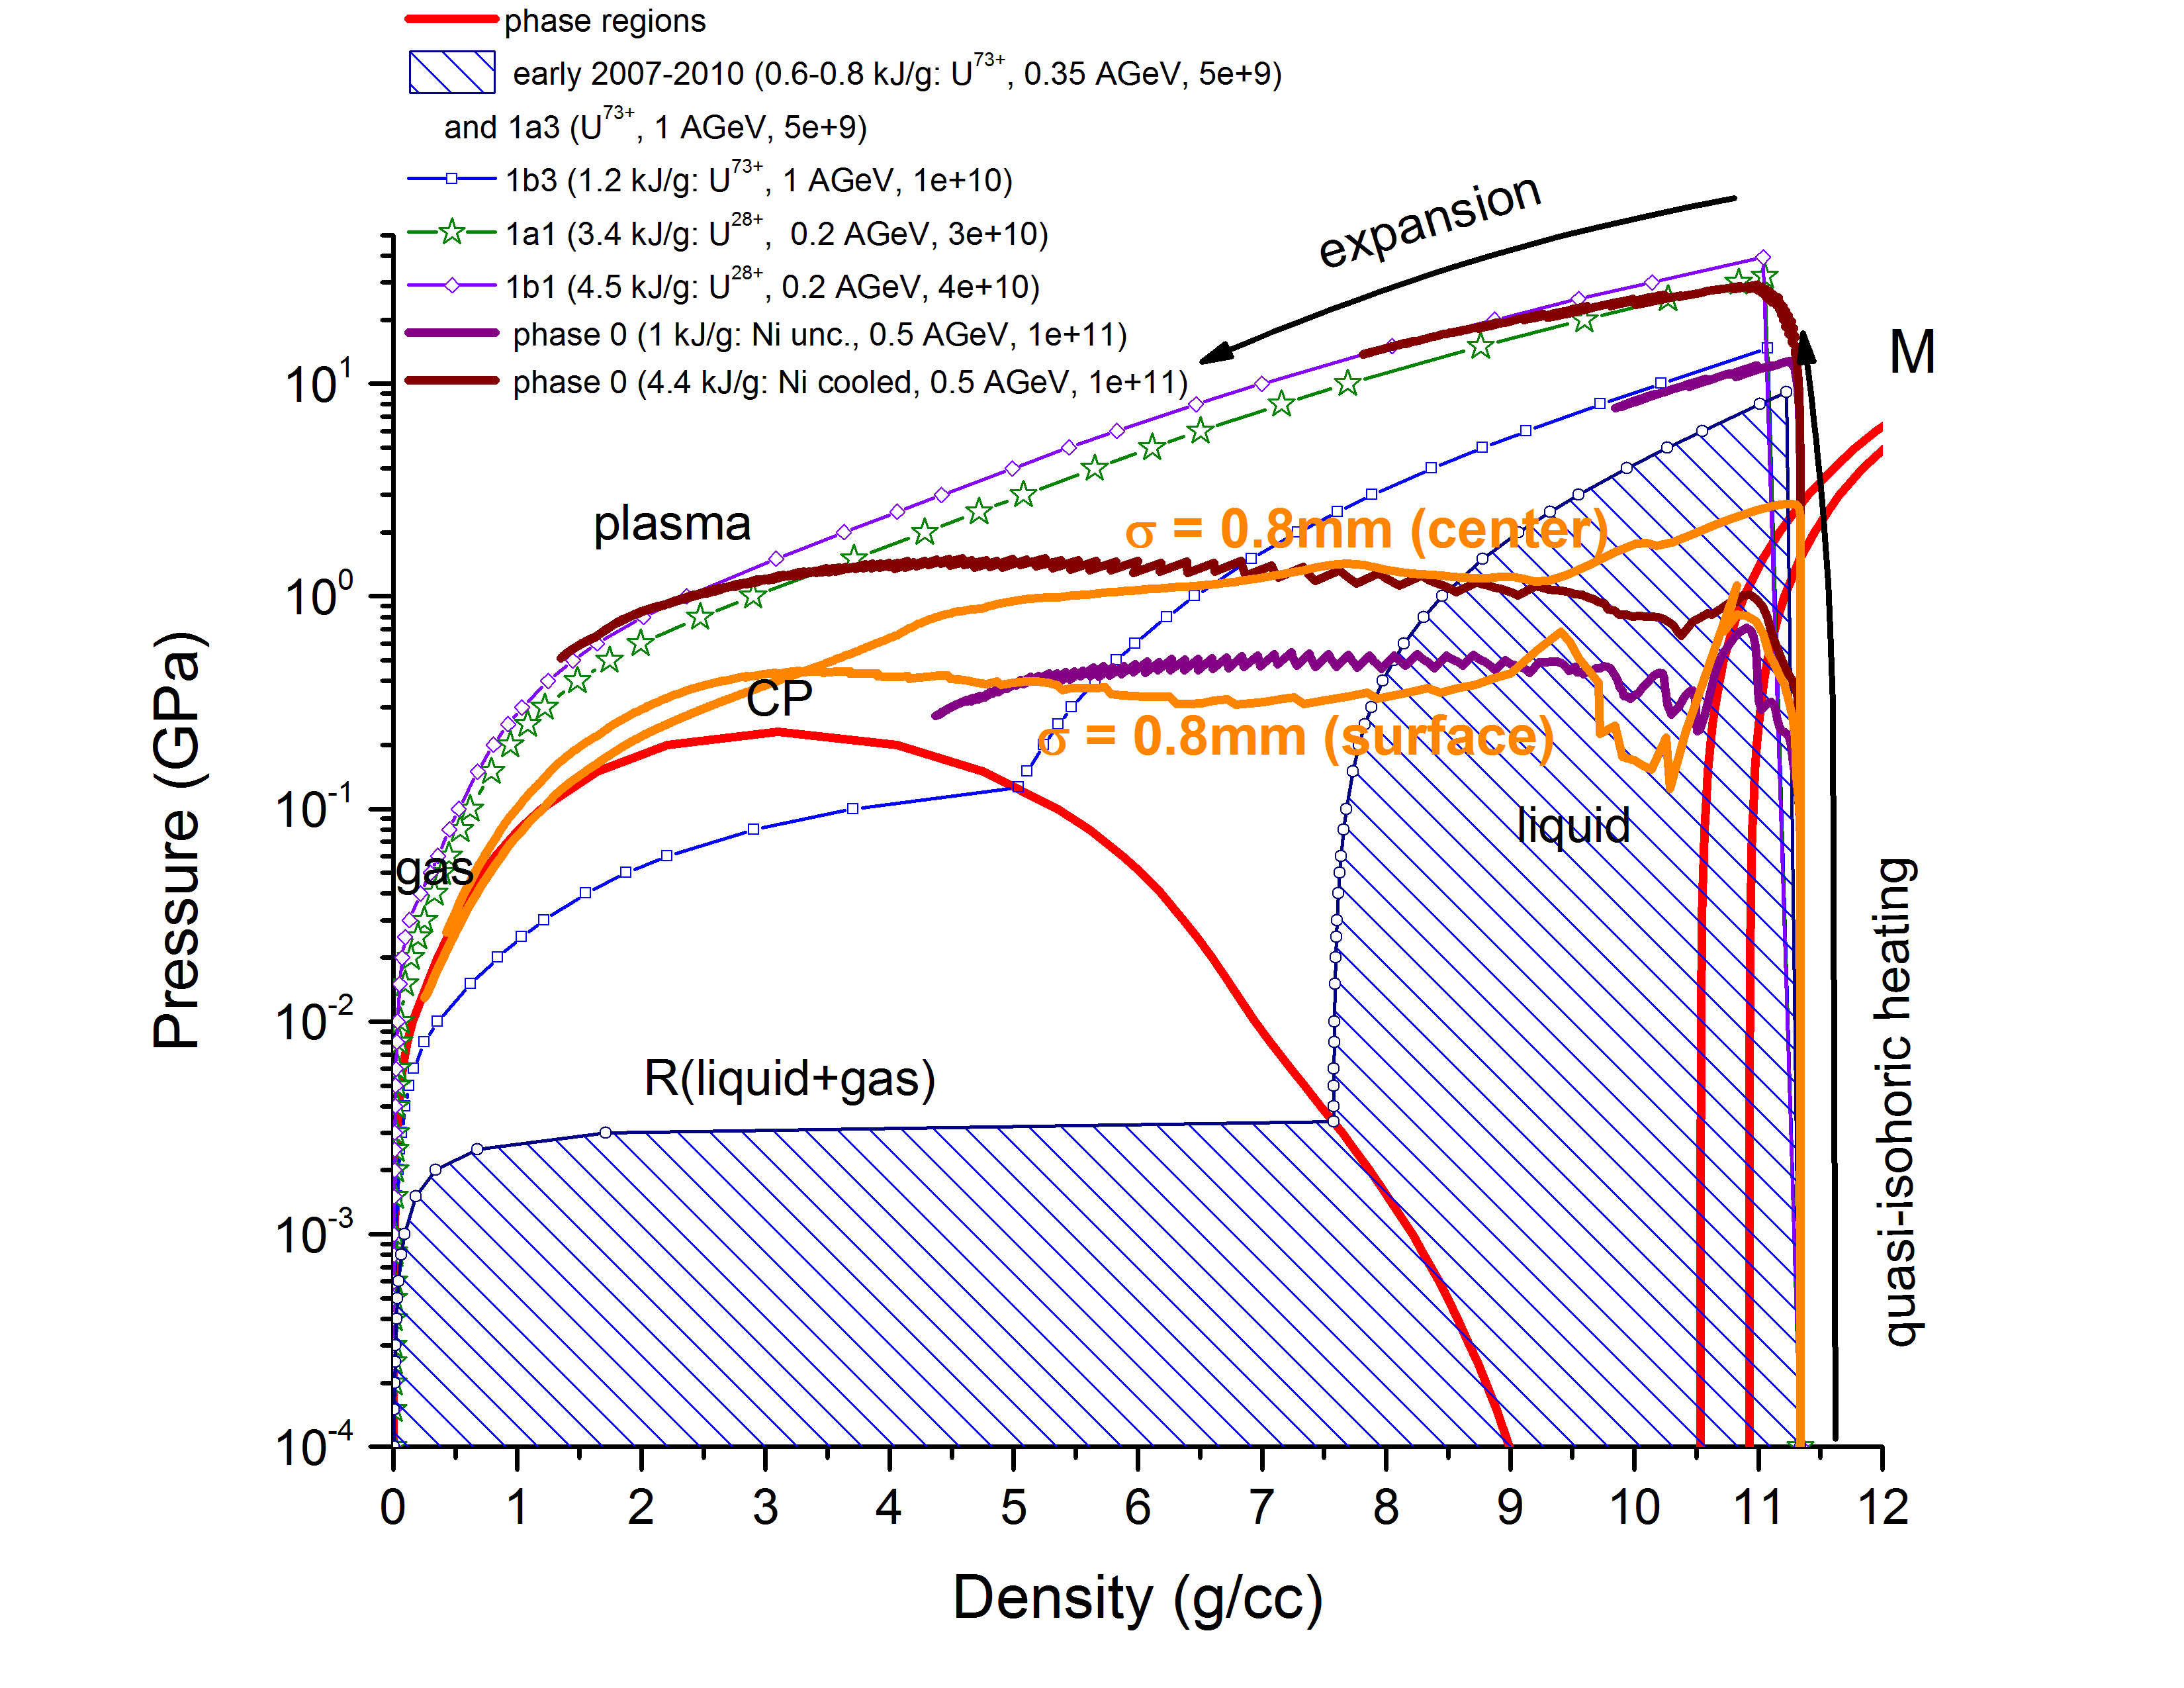 phase regions
early 2007-2010 (0.6-0.8 kJ/g: U⁷³⁺, 0.35 AGeV, 5e+9)
and 1a3 (U⁷³⁺, 1 AGeV, 5e+9)
1b3 (1.2 kJ/g: U⁷³⁺, 1 AGeV, 1e+10)
1a1 (3.4 kJ/g: U²⁸⁺, 0.2 AGeV, 3e+10)
1b1 (4.5 kJ/g: U²⁸⁺, 0.2 AGeV, 4e+10)
phase 0 (1 kJ/g: Ni unc., 0.5 AGeV, 1e+11)
phase 0 (4.4 kJ/g: Ni cooled, 0.5 AGeV, 1e+11)
expansion
M
plasma
σ = 0.8mm (center)
CP
σ = 0.8mm (surface)
gas
liquid
R(liquid+gas)
quasi-isohoric heating
Pressure (GPa)
10¹
10⁰
10⁻¹
10⁻²
10⁻³
10⁻⁴
0 1 2 3 4 5 6 7 8 9 10 11 12
Density (g/cc)